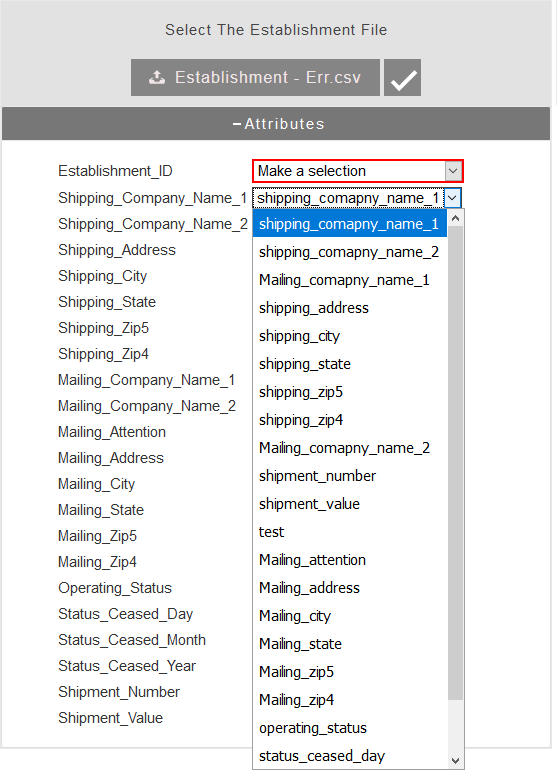 Select The Establishment File
Establishment - Err.csv
−Attributes
Establishment_ID Make a selection
Shipping_Company_Name_1 shipping_comapny_name_1
Shipping_Company_Name_2 shipping_comapny_name_1
Shipping_Address shipping_comapny_name_2
Shipping_City Mailing_comapny_name_1
Shipping_State shipping_address
Shipping_Zip5 shipping_city
Shipping_Zip4 shipping_state
Mailing_Company_Name_1 shipping_zip5
Mailing_Company_Name_2 shipping_zip4
Mailing_Attention Mailing_comapny_name_2
Mailing_Address shipment_number
Mailing_City shipment_value
Mailing_State test
Mailing_Zip5 Mailing_attention
Mailing_Zip4 Mailing_address
Operating_Status Mailing_city
Status_Ceased_Day Mailing_state
Status_Ceased_Month Mailing_zip5
Status_Ceased_Year Mailing_zip4
Shipment_Number operating_status
Shipment_Value status_ceased_day